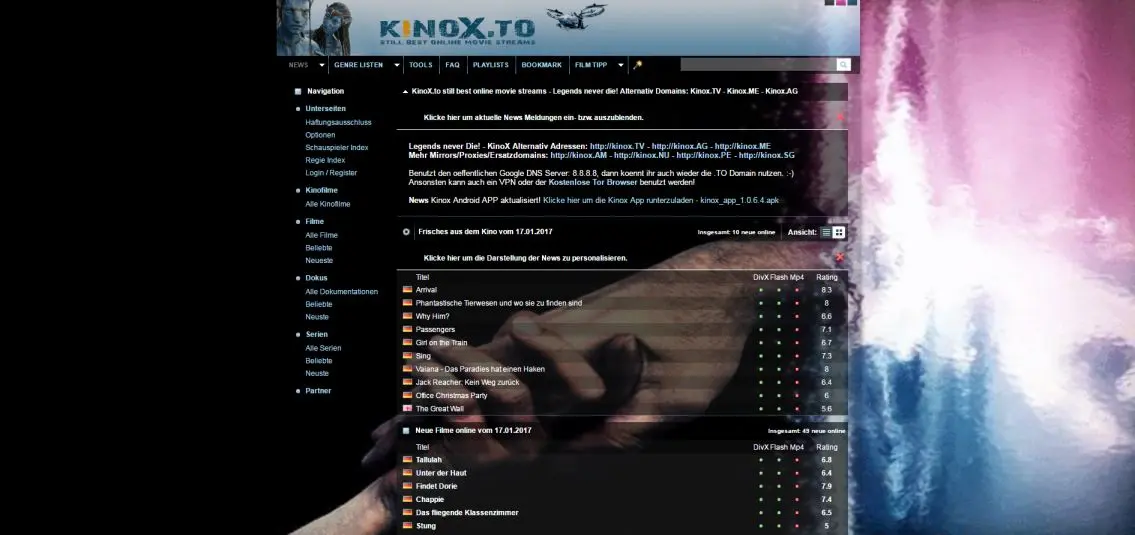 KINOX.TO
STILL BEST ONLINE MOVIE STREAMS
NEWS GENRE LISTEN TOOLS FAQ PLAYLISTS BOOKMARK FILM TIPP
Navigation
Unterseiten
Haftungsausschluss
Optionen
Schauspieler Index
Regie Index
Login / Register
Kinofilme
Alle Kinofilme
Filme
Alle Filme
Beliebte
Neueste
Dokus
Alle Dokumentationen
Beliebte
Neuste
Serien
Alle Serien
Beliebte
Neuste
Partner
KinoX.to still best online movie streams - Legends never die! Alternativ Domains: Kinox.TV - Kinox.ME - Kinox.AG
Klicke hier um aktuelle News Meldungen ein- bzw. auszublenden.
Legends never Die! - KinoX Alternativ Adressen: http://kinox.TV - http://kinox.AG - http://kinox.ME
Mehr Mirrors/Proxies/Ersatzdomains: http://kinox.AM - http://kinox.NU - http://kinox.PE - http://kinox.SG
Benutzt den oeffentlichen Google DNS Server: 8.8.8.8, dann koennt ihr auch wieder die .TO Domain nutzen. :-)
Ansonsten kann auch ein VPN oder der Kostenlose Tor Browser benutzt werden!
News Kinox Android APP aktualisiert! Klicke hier um die Kinox App runterzuladen - kinox_app_1.0.6.4.apk
Frisches aus dem Kino vom 17.01.2017 Insgesamt: 10 neue online Ansicht:
Klicke hier um die Darstellung der News zu personalisieren.
Titel DivX Flash Mp4 Rating
Arrival 8.3
Phantastische Tierwesen und wo sie zu finden sind 8
Why Him? 6.6
Passengers 7.1
Girl on the Train 6.7
Sing 7.3
Vaiana - Das Paradies hat einen Haken 8
Jack Reacher: Kein Weg zurück 6.4
Office Christmas Party 6
The Great Wall 5.6
Neue Filme online vom 17.01.2017 Insgesamt: 49 neue online
Titel DivX Flash Mp4 Rating
Tallulah 6.8
Unter der Haut 6.4
Findet Dorie 7.9
Chappie 7.4
Das fliegende Klassenzimmer 6.5
Stung 5